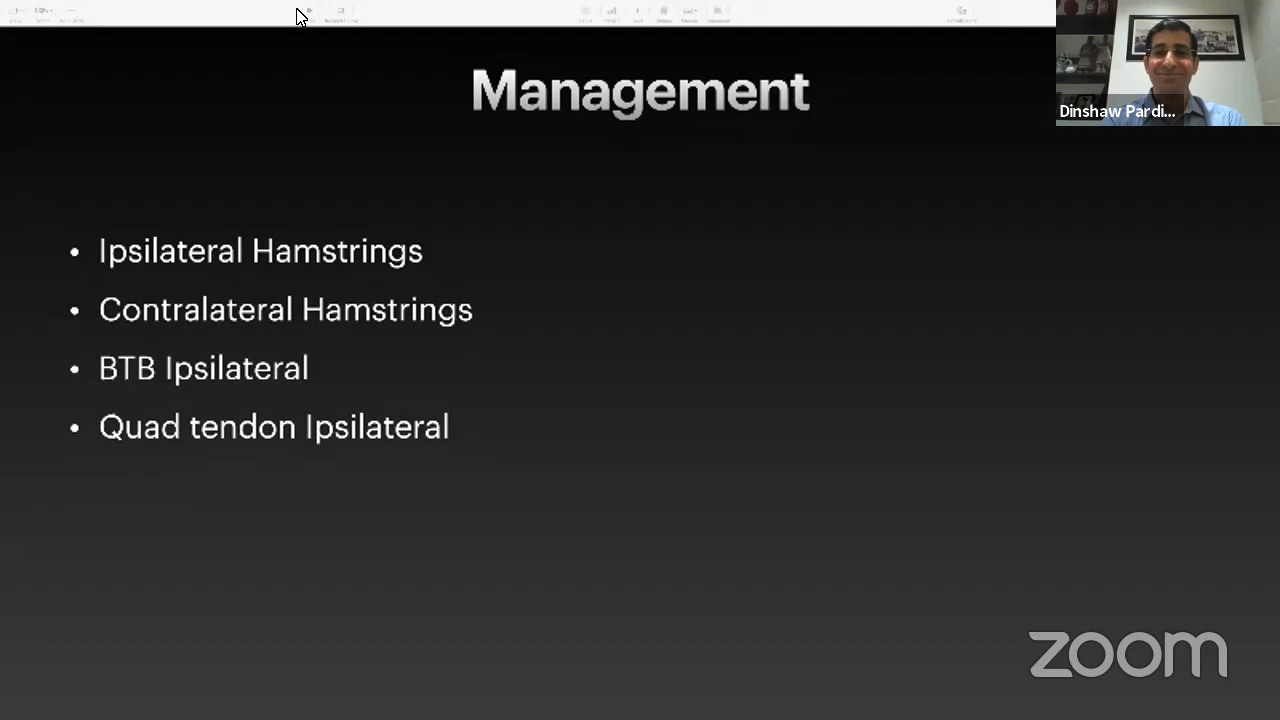 Management
Dinshaw Pardi...
• Ipsilateral Hamstrings
• Contralateral Hamstrings
• BTB Ipsilateral
• Quad tendon Ipsilateral
zoom